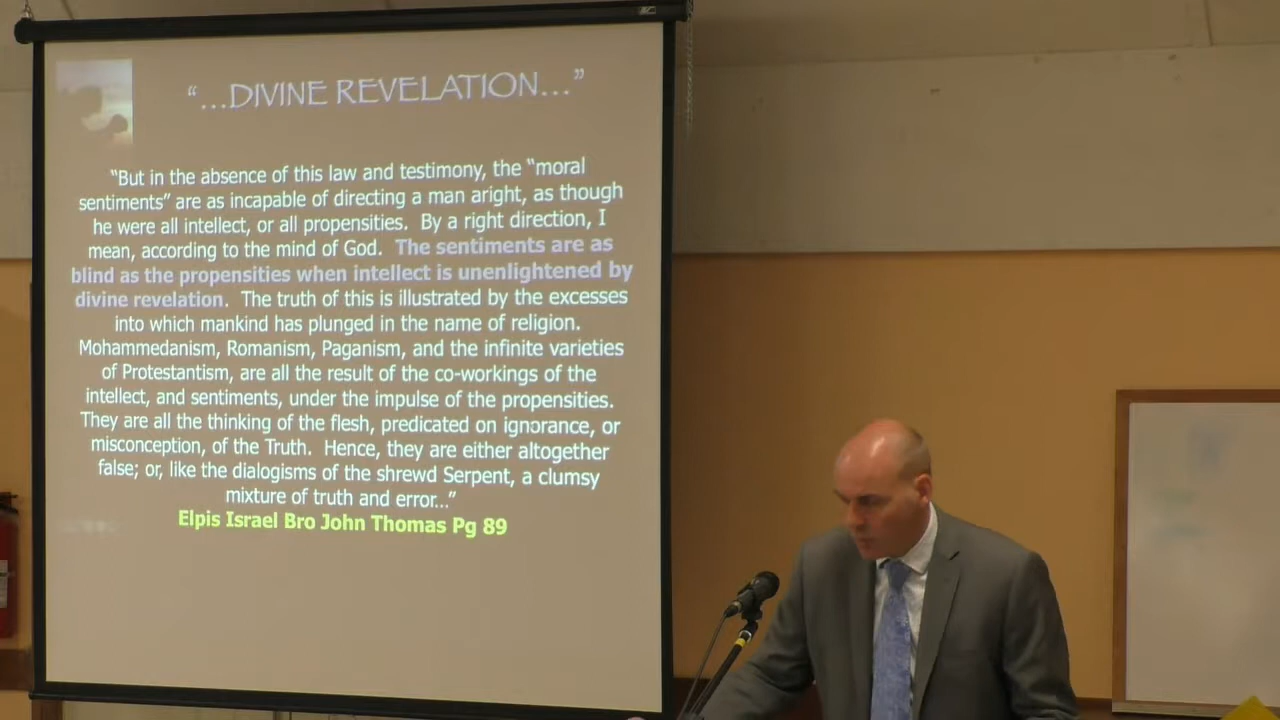 “...DIVINE REVELATION...”
“But in the absence of this law and testimony, the “moral
sentiments” are as incapable of directing a man aright, as though
he were all intellect, or all propensities.  By a right direction, I
mean, according to the mind of God.  The sentiments are as
blind as the propensities when intellect is unenlightened by
divine revelation.  The truth of this is illustrated by the excesses
into which mankind has plunged in the name of religion.
Mohammedanism, Romanism, Paganism, and the infinite varieties
of Protestantism, are all the result of the co-workings of the
intellect, and sentiments, under the impulse of the propensities.
They are all the thinking of the flesh, predicated on ignorance, or
misconception, of the Truth.  Hence, they are either altogether
false; or, like the dialogisms of the shrewd Serpent, a clumsy
mixture of truth and error...”
Elpis Israel Bro John Thomas Pg 89